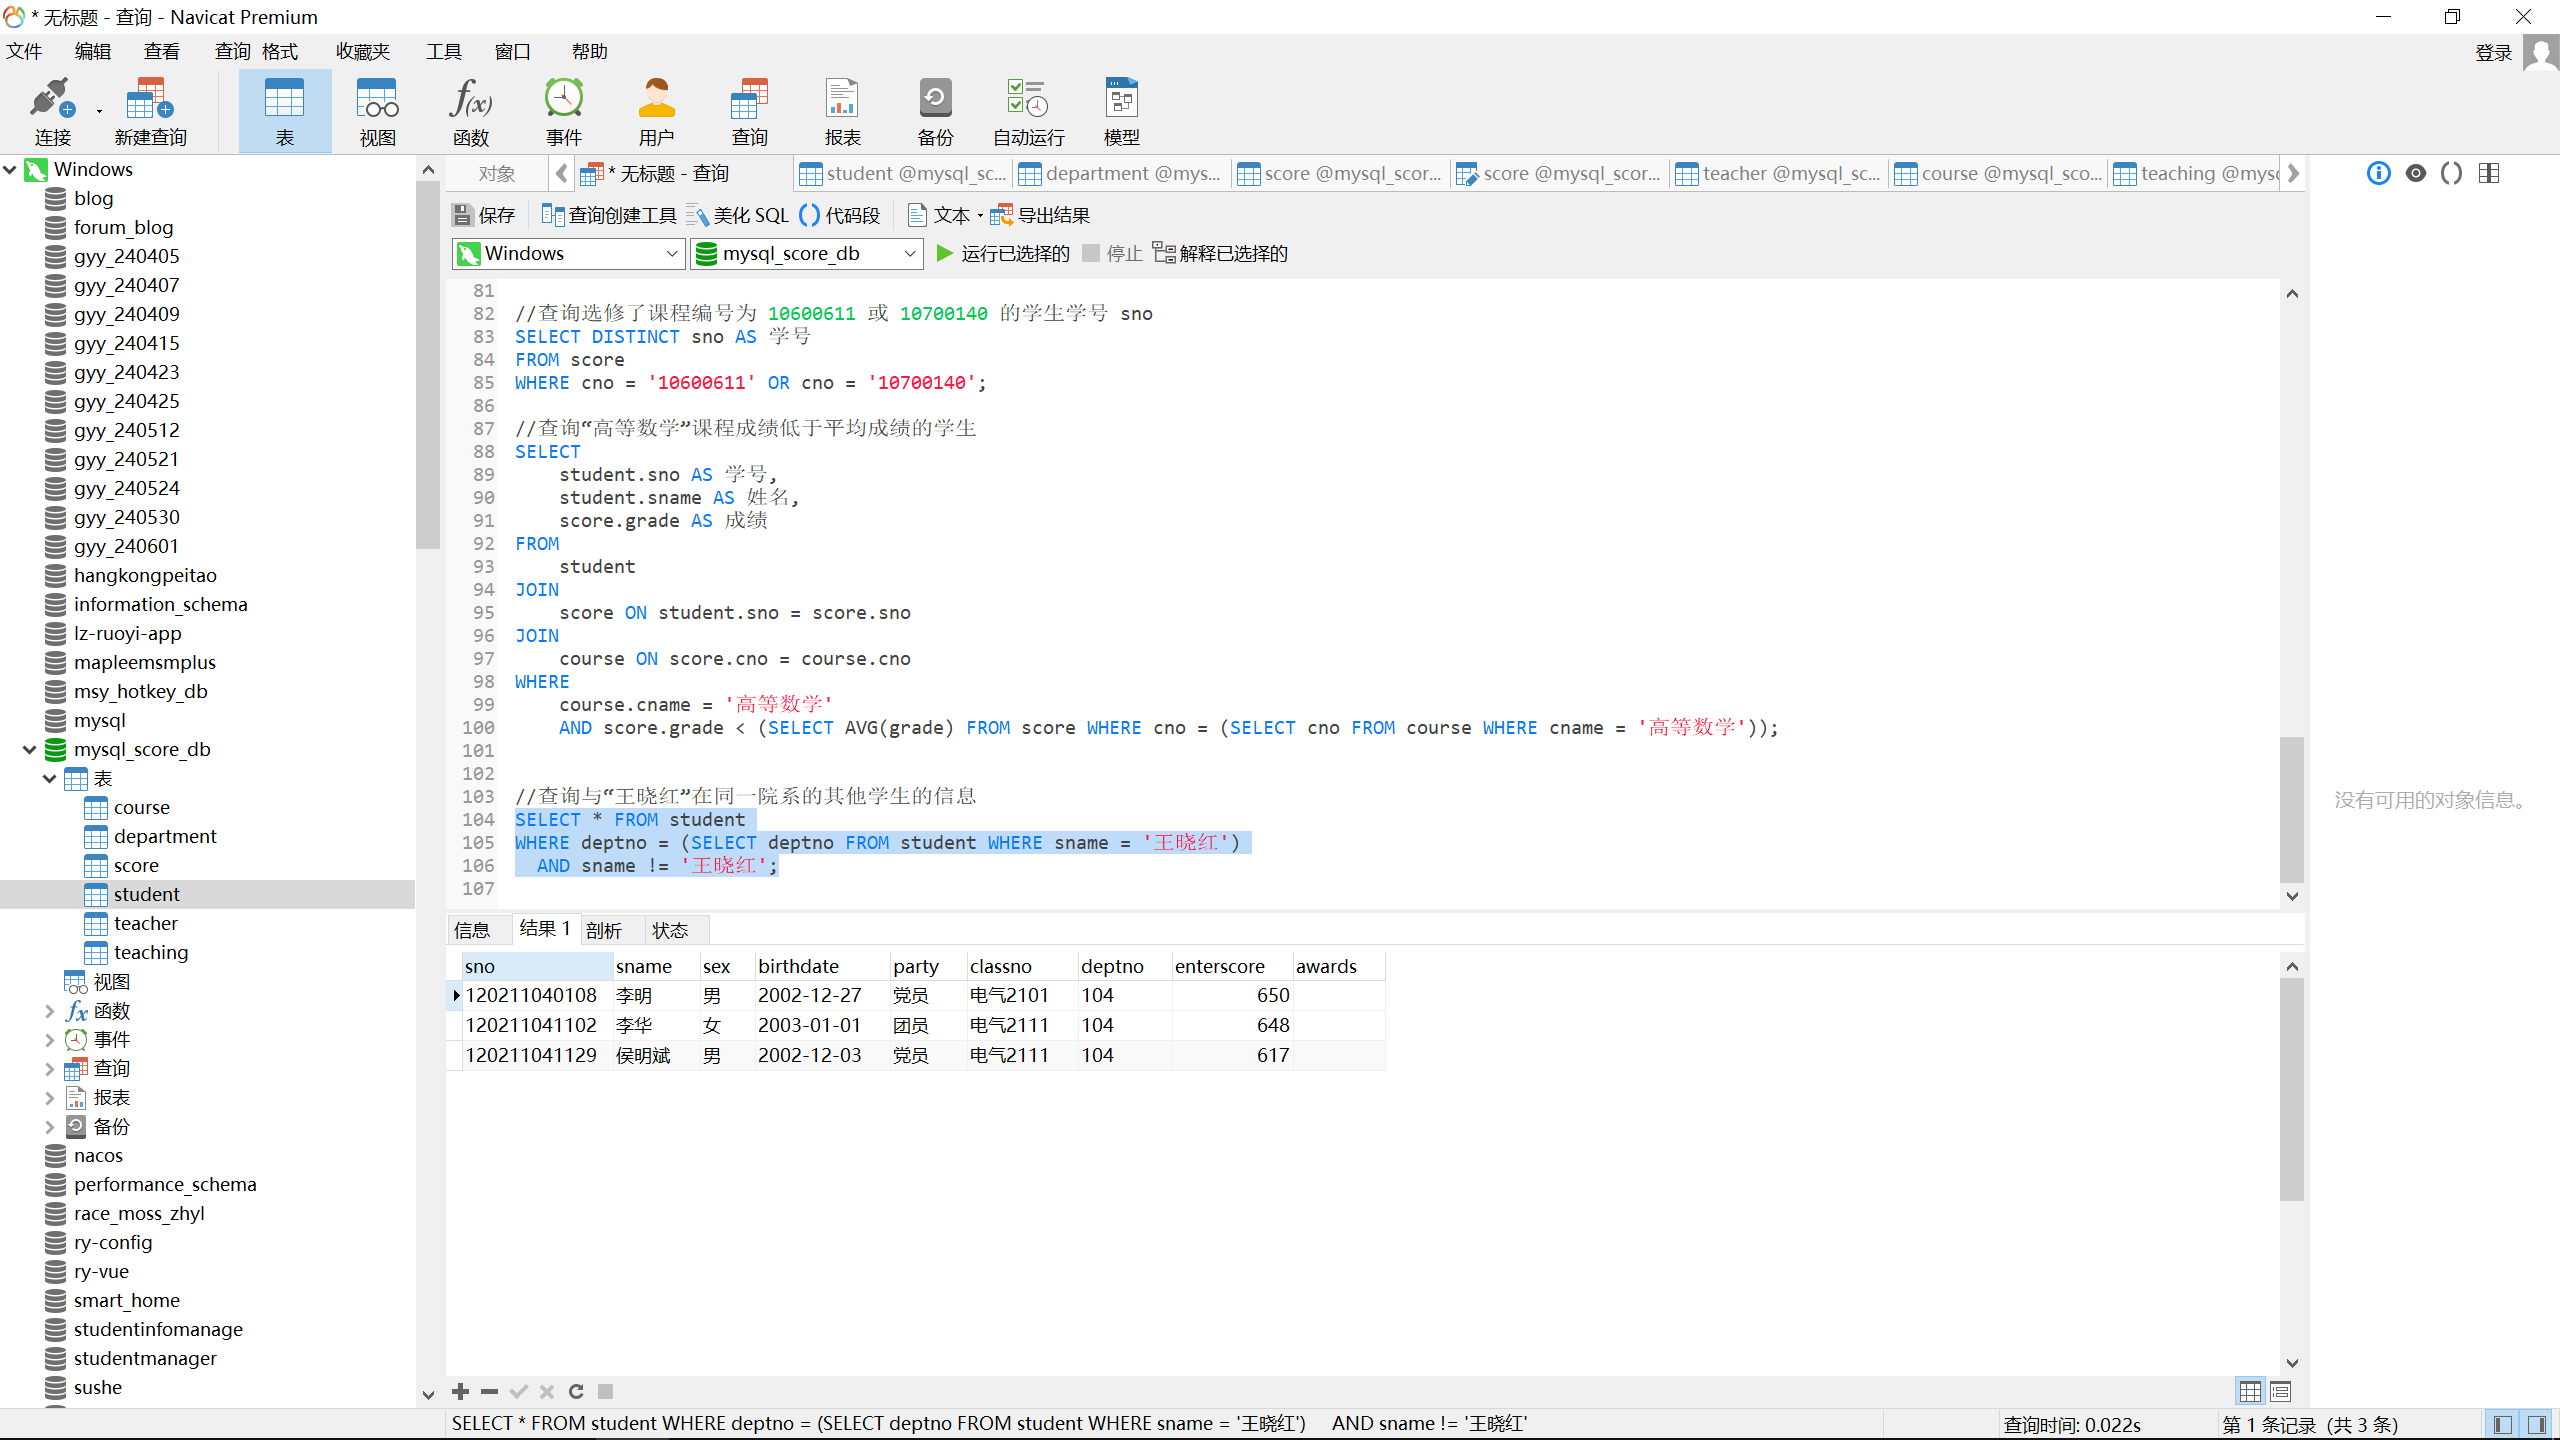 * 无标题 - 查询 - Navicat Premium
文件 编辑 查看 查询 格式 收藏夹 工具 窗口 帮助 登录
连接 新建查询 表 视图 函数 事件 用户 查询 报表 备份 自动运行 模型
Windows
blog
forum_blog
gyy_240405
gyy_240407
gyy_240409
gyy_240415
gyy_240423
gyy_240425
gyy_240512
gyy_240521
gyy_240524
gyy_240530
gyy_240601
hangkongpeitao
information_schema
lz-ruoyi-app
mapleemsmplus
msy_hotkey_db
mysql
mysql_score_db
表
course
department
score
student
teacher
teaching
视图
函数
事件
查询
报表
备份
nacos
performance_schema
race_moss_zhyl
ry-config
ry-vue
smart_home
studentinfomanage
studentmanager
sushe
对象 * 无标题 - 查询 student @mysql_sc... department @mys... score @mysql_scor... score @mysql_scor... teacher @mysql_sc... course @mysql_sco... teaching @mysc
保存 查询创建工具 美化 SQL 代码段 文本 导出结果
Windows mysql_score_db 运行已选择的 停止 解释已选择的
81
82 //查询选修了课程编号为 10600611 或 10700140 的学生学号 sno
83 SELECT DISTINCT sno AS 学号
84 FROM score
85 WHERE cno = '10600611' OR cno = '10700140';
86
87 //查询“高等数学”课程成绩低于平均成绩的学生
88 SELECT
89 student.sno AS 学号,
90 student.sname AS 姓名,
91 score.grade AS 成绩
92 FROM
93 student
94 JOIN
95 score ON student.sno = score.sno
96 JOIN
97 course ON score.cno = course.cno
98 WHERE
99 course.cname = '高等数学'
100 AND score.grade < (SELECT AVG(grade) FROM score WHERE cno = (SELECT cno FROM course WHERE cname = '高等数学'));
101
102
103 //查询与“王晓红”在同一院系的其他学生的信息
104 SELECT * FROM student
105 WHERE deptno = (SELECT deptno FROM student WHERE sname = '王晓红')
106 AND sname != '王晓红';
107
信息 结果 1 剖析 状态
sno sname sex birthdate party classno deptno enterscore awards
120211040108 李明 男 2002-12-27 党员 电气2101 104 650
120211041102 李华 女 2003-01-01 团员 电气2111 104 648
120211041129 侯明斌 男 2002-12-03 党员 电气2111 104 617
没有可用的对象信息。
SELECT * FROM student WHERE deptno = (SELECT deptno FROM student WHERE sname = '王晓红') AND sname != '王晓红' 查询时间: 0.022s 第 1 条记录 (共 3 条)